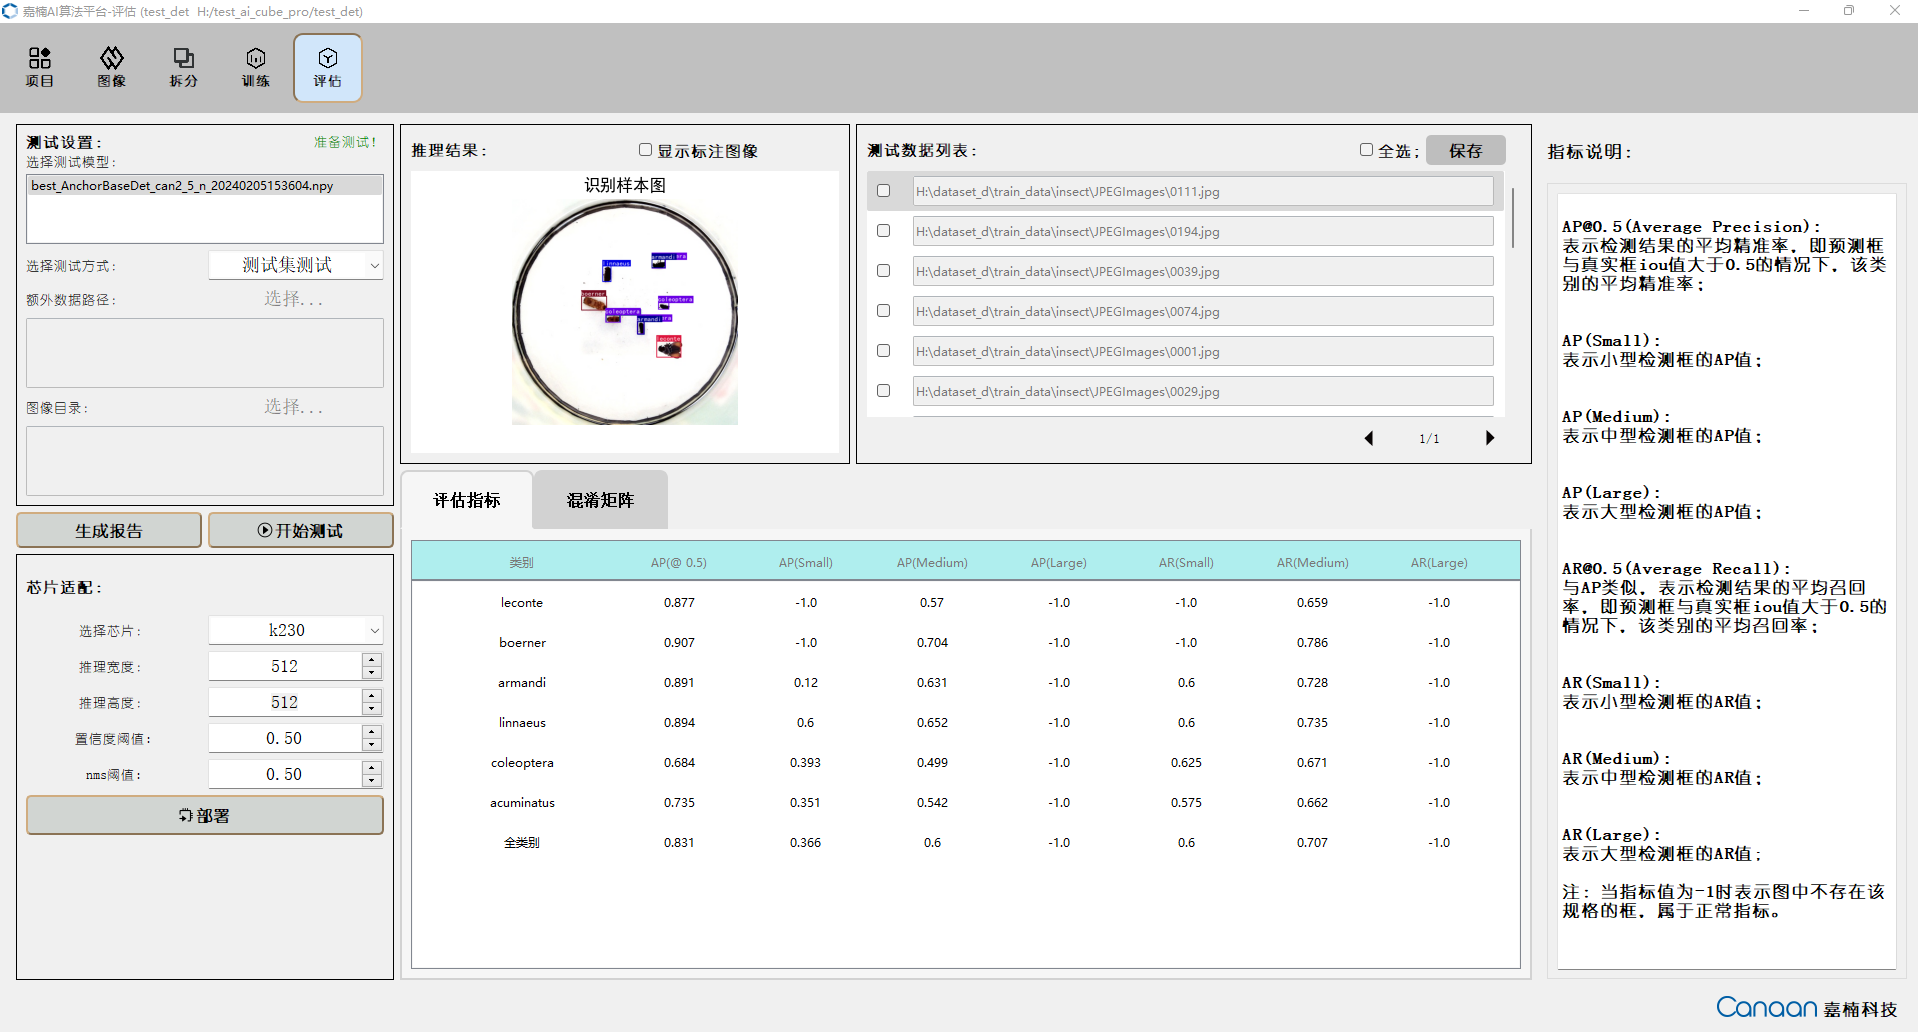 嘉楠AI算法平台-评估 (test_det   H:/test_ai_cube_pro/test_det)
项目
图像
拆分
训练
评估
测试设置:
准备测试!
选择测试模型:
best_AnchorBaseDet_can2_5_n_20240205153604.npy
选择测试方式:
测试集测试
额外数据路径:
选择...
图像目录:
选择...
生成报告
开始测试
芯片适配:
选择芯片:
k230
推理宽度:
512
推理高度:
512
置信度阈值:
0.50
nms阈值:
0.50
部署
推理结果:
显示标注图像
识别样本图
linnaeus
armandi
boerner
coleoptera
coleoptera
armandi
leconte
测试数据列表:
全选;
保存
H:\dataset_d\train_data\insect\JPEGImages\0111.jpg
H:\dataset_d\train_data\insect\JPEGImages\0194.jpg
H:\dataset_d\train_data\insect\JPEGImages\0039.jpg
H:\dataset_d\train_data\insect\JPEGImages\0074.jpg
H:\dataset_d\train_data\insect\JPEGImages\0001.jpg
H:\dataset_d\train_data\insect\JPEGImages\0029.jpg
1/1
评估指标
混淆矩阵
类别 AP(@ 0.5) AP(Small) AP(Medium) AP(Large) AR(Small) AR(Medium) AR(Large)
leconte 0.877 -1.0 0.57 -1.0 -1.0 0.659 -1.0
boerner 0.907 -1.0 0.704 -1.0 -1.0 0.786 -1.0
armandi 0.891 0.12 0.631 -1.0 0.6 0.728 -1.0
linnaeus 0.894 0.6 0.652 -1.0 0.6 0.735 -1.0
coleoptera 0.684 0.393 0.499 -1.0 0.625 0.671 -1.0
acuminatus 0.735 0.351 0.542 -1.0 0.575 0.662 -1.0
全类别 0.831 0.366 0.6 -1.0 0.6 0.707 -1.0
指标说明:
AP@0.5(Average Precision):
表示检测结果的平均精准率, 即预测框
与真实框iou值大于0.5的情况下, 该类
别的平均精准率;
AP(Small):
表示小型检测框的AP值;
AP(Medium):
表示中型检测框的AP值;
AP(Large):
表示大型检测框的AP值;
AR@0.5(Average Recall):
与AP类似, 表示检测结果的平均召回
率, 即预测框与真实框iou值大于0.5的
情况下, 该类别的平均召回率;
AR(Small):
表示小型检测框的AR值;
AR(Medium):
表示中型检测框的AR值;
AR(Large):
表示大型检测框的AR值;
注: 当指标值为-1时表示图中不存在该
规格的框, 属于正常指标。
Canaan 嘉楠科技